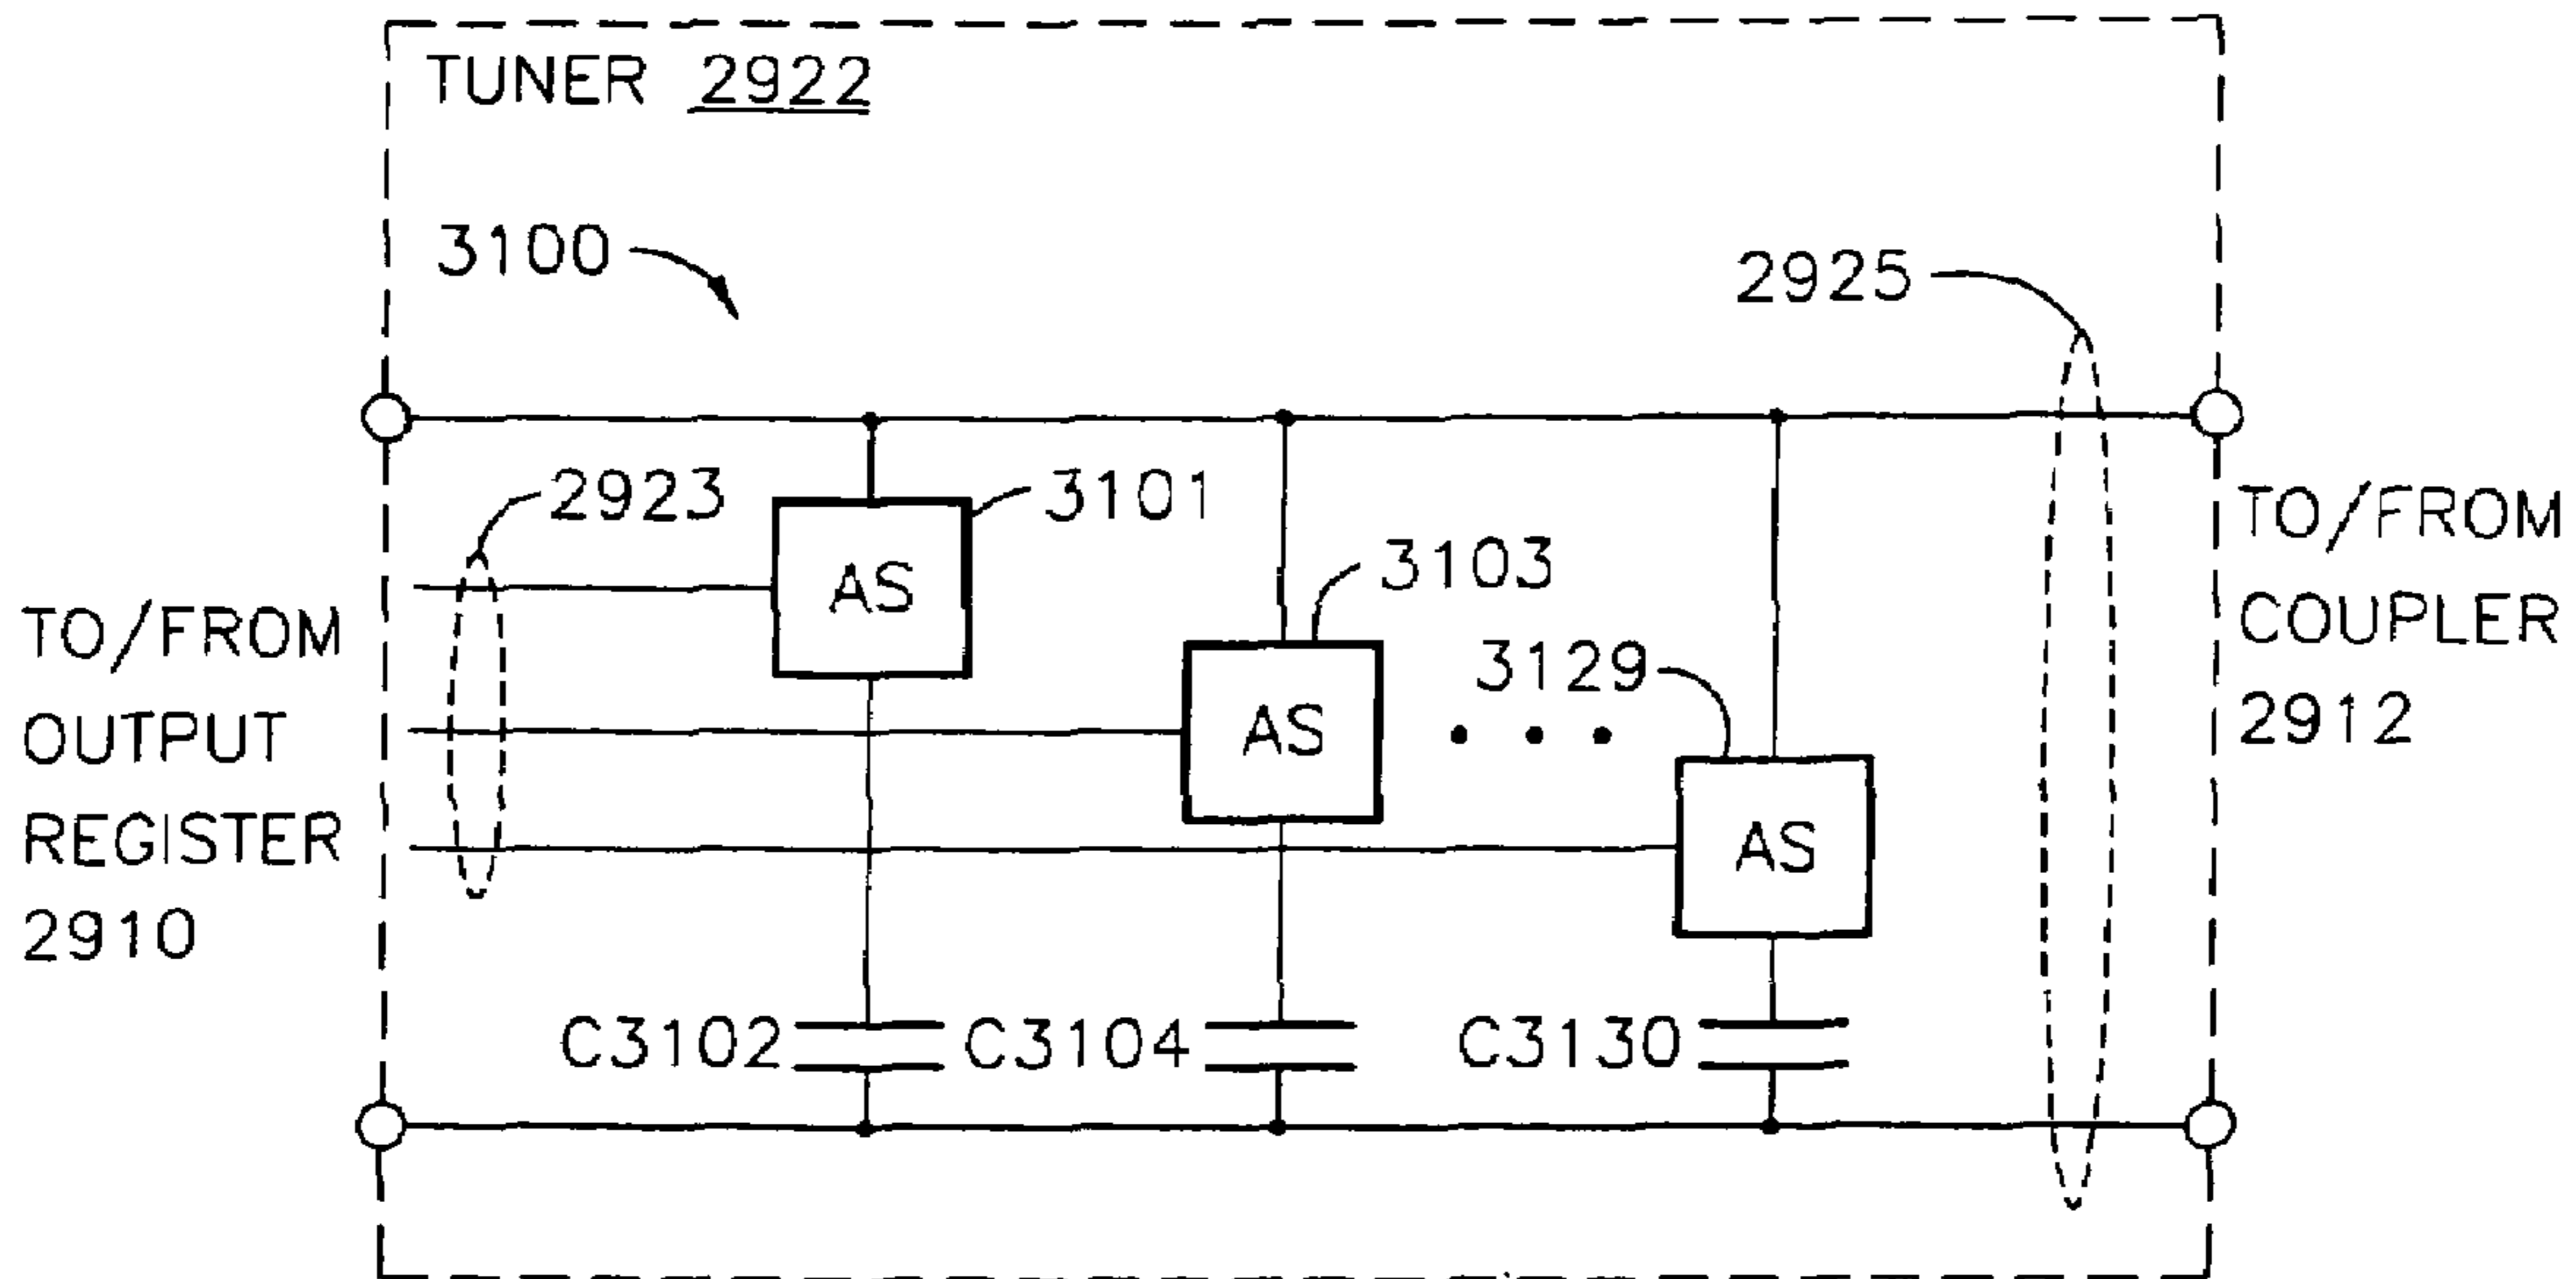 TUNER 2922
3100
2925
2923
3101
3103
3129
AS
AS
AS
TO/FROM
OUTPUT
REGISTER
2910
TO/FROM
COUPLER
2912
C3102
C3104
C3130